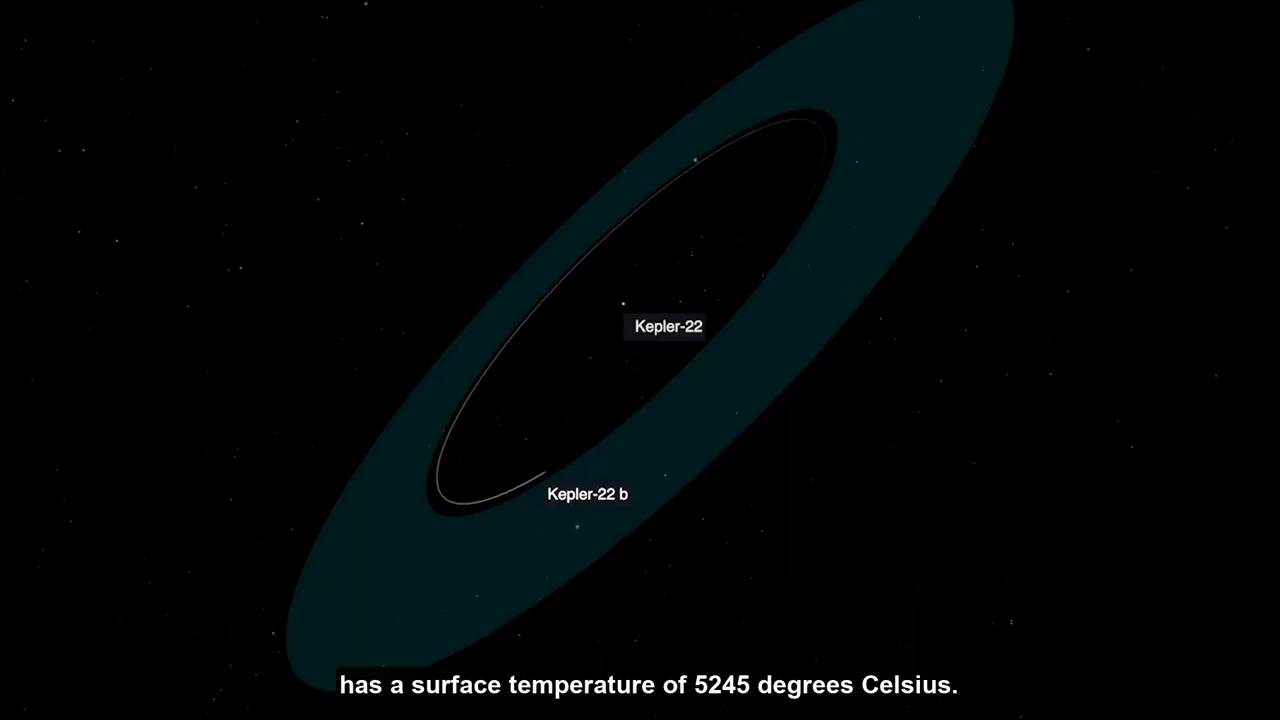 Kepler-22
Kepler-22 b
has a surface temperature of 5245 degrees Celsius.